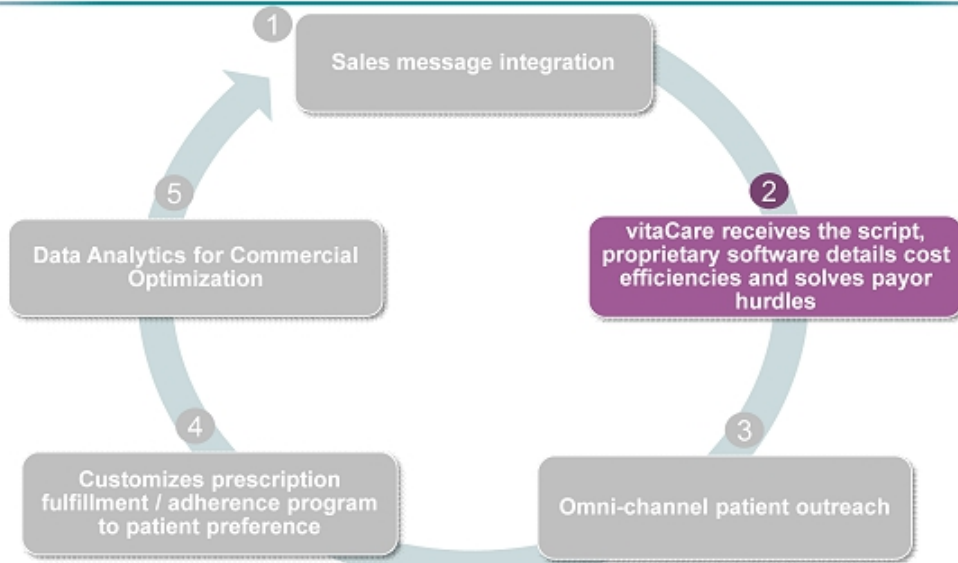 1
Sales message integration
2
vitaCare receives the script,
proprietary software details cost
efficiencies and solves payor
hurdles
3
Omni-channel patient outreach
4
Customizes prescription
fulfillment / adherence program
to patient preference
5
Data Analytics for Commercial
Optimization